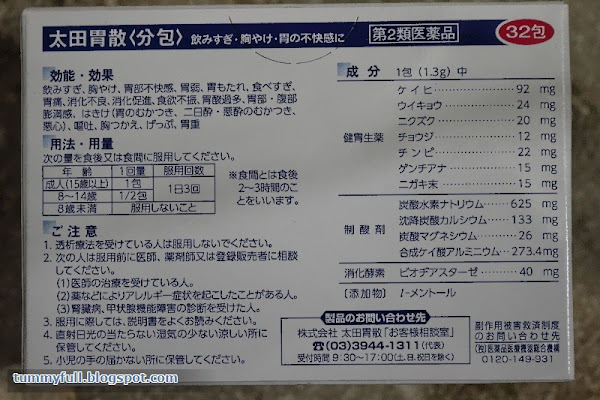 太田胃散〈分包〉 飲みすぎ・胸やけ・胃の不快感に 第2類医薬品 32包
効能・効果
飲みすぎ、胸やけ、胃部不快感、胃弱、胃もたれ、食べすぎ、
胃痛、消化不良、消化促進、食欲不振、胃酸過多、胃部・腹部
膨満感、はきけ(胃のむかつき、二日酔・悪酔のむかつき、
悪心)、嘔吐、胸つかえ、げっぷ、胃重
用法・用量
次の量を食後又は食間に服用してください。
年齢 1回量 服用回数
成人(15歳以上) 1包 1日3回
8〜14歳 1/2包
8歳未満 服用しないこと
※食間とは食後
2〜3時間のこ
とをいいます。
ご注意
1. 透析療法を受けている人は服用しないでください。
2. 次の人は服用前に医師、薬剤師又は登録販売者に相談
してください。
(1)医師の治療を受けている人。
(2)薬などによりアレルギー症状を起こしたことがある人。
(3)腎臓病、甲状腺機能障害の診断を受けた人。
3. 服用に際しては、説明書をよくお読みください。
4. 直射日光の当たらない湿気の少ない涼しい所に
保管してください。
5. 小児の手の届かない所に保管してください。
成分 1包(1.3g)中
健胃生薬
ケイヒ 92 mg
ウイキョウ 24 mg
ニクズク 20 mg
チョウジ 12 mg
チンピ 22 mg
ゲンチアナ 15 mg
ニガキ末 15 mg
制酸剤
炭酸水素ナトリウム 625 mg
沈降炭酸カルシウム 133 mg
炭酸マグネシウム 26 mg
合成ケイ酸アルミニウム 273.4mg
消化酵素 ビオヂアスターゼ 40 mg
〔添加物〕 l-メントール
製品のお問い合わせ先
株式会社 太田胃散「お客様相談室」
☎(03)3944-1311(代表)
受付時間 9:30〜17:00(土、日、祝日を除く)
副作用被害救済制度
のお問い合わせ先
(独)医薬品医療機器総合機構
0120-149-931
tummyfull.blogspot.com